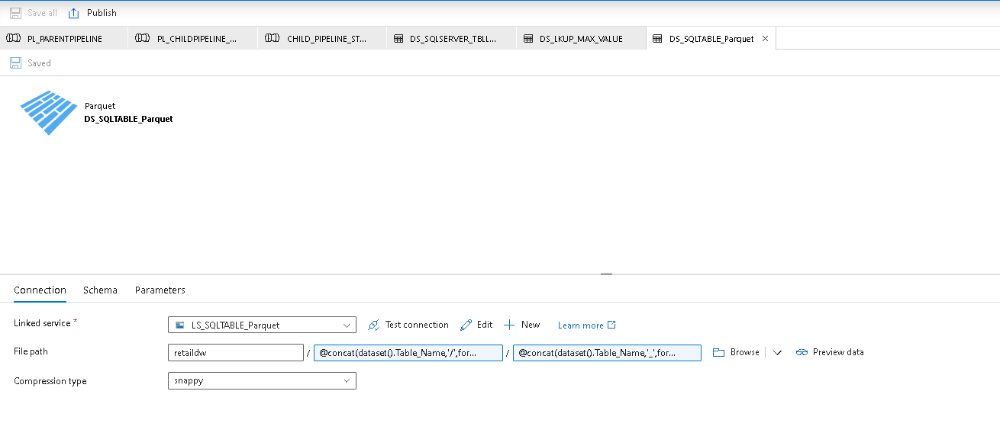 Save all Publish
PL_PARENTPIPELINE PL_CHILDPIPELINE_... CHILD_PIPELINE_ST... DS_SQLSERVER_TBLL... DS_LKUP_MAX_VALUE DS_SQLTABLE_Parquet
Saved
Parquet
DS_SQLTABLE_Parquet
Connection Schema Parameters
Linked service * LS_SQLTABLE_Parquet Test connection Edit New Learn more
File path retaildw / @concat(dataset().Table_Name,'/',for... / @concat(dataset().Table_Name,'_',for... Browse Preview data
Compression type snappy